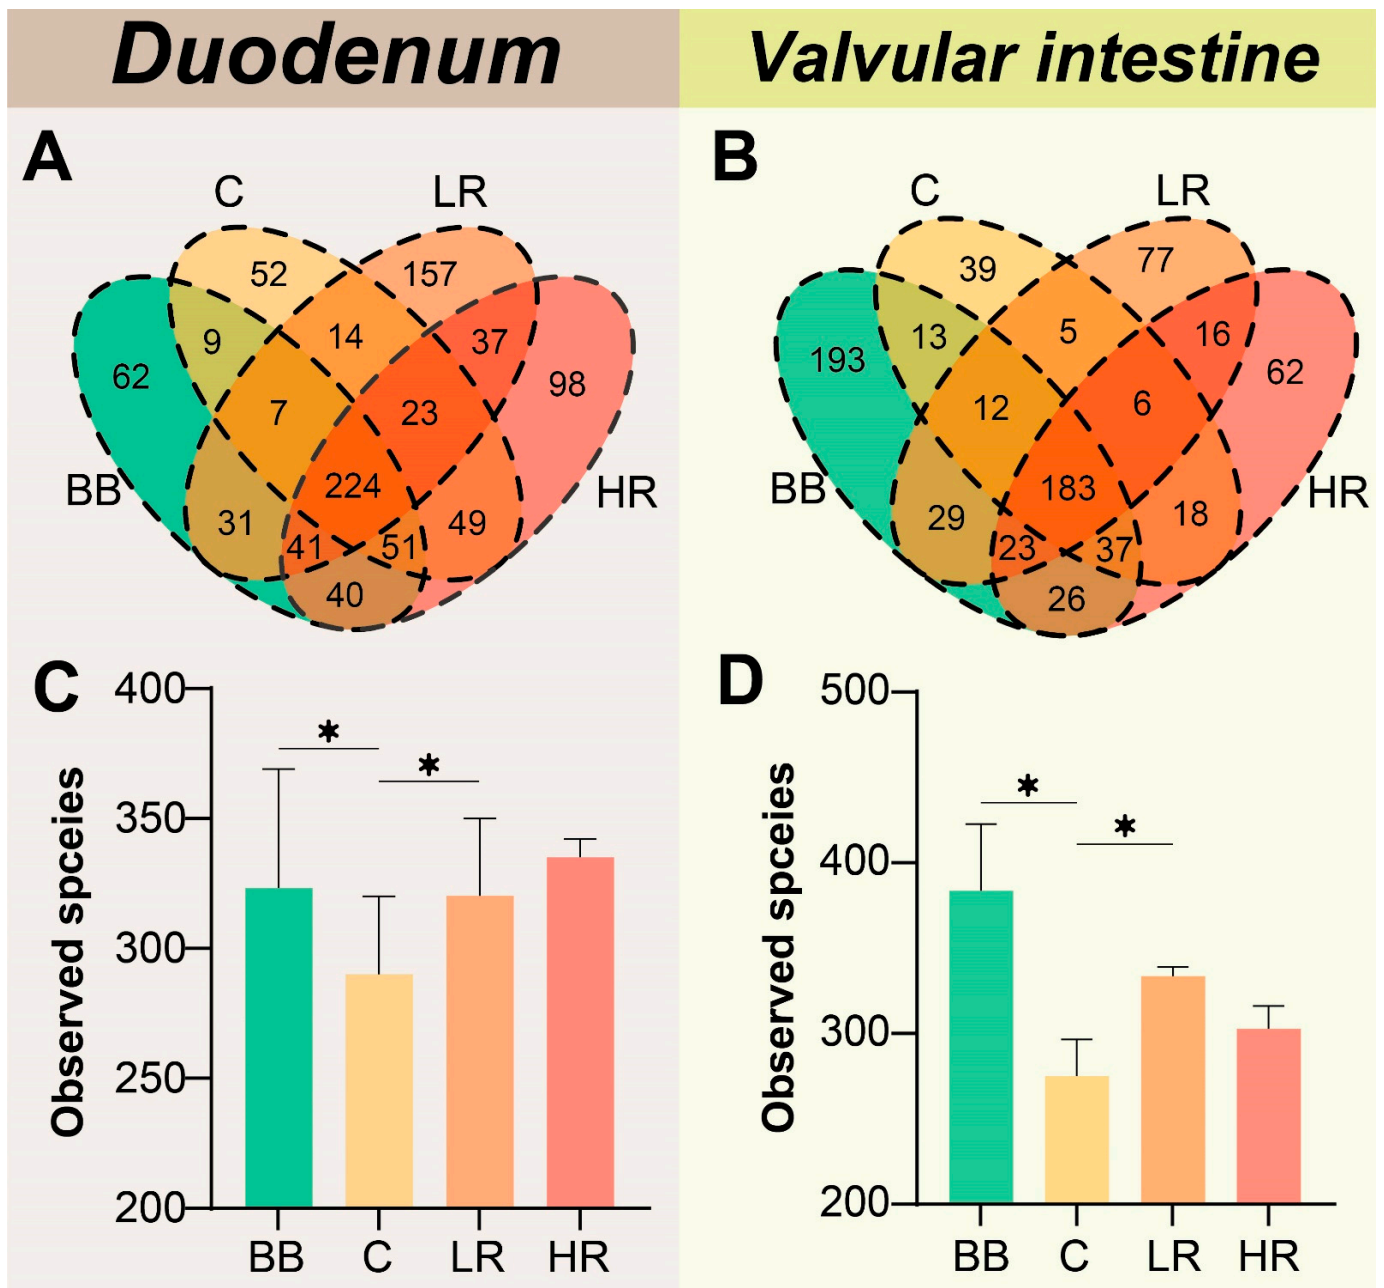 Duodenum
Valvular intestine
A
C
LR
52
157
9
14
37
62
98
7
23
BB
224
HR
31
49
41
51
40
B
C
LR
39
77
13
5
16
193
62
12
6
BB
183
HR
29
18
23
37
26
C
Observed spceies
400
350
300
250
200
*
*
BB
C
LR
HR
D
Observed spceies
500
400
300
200
*
*
BB
C
LR
HR